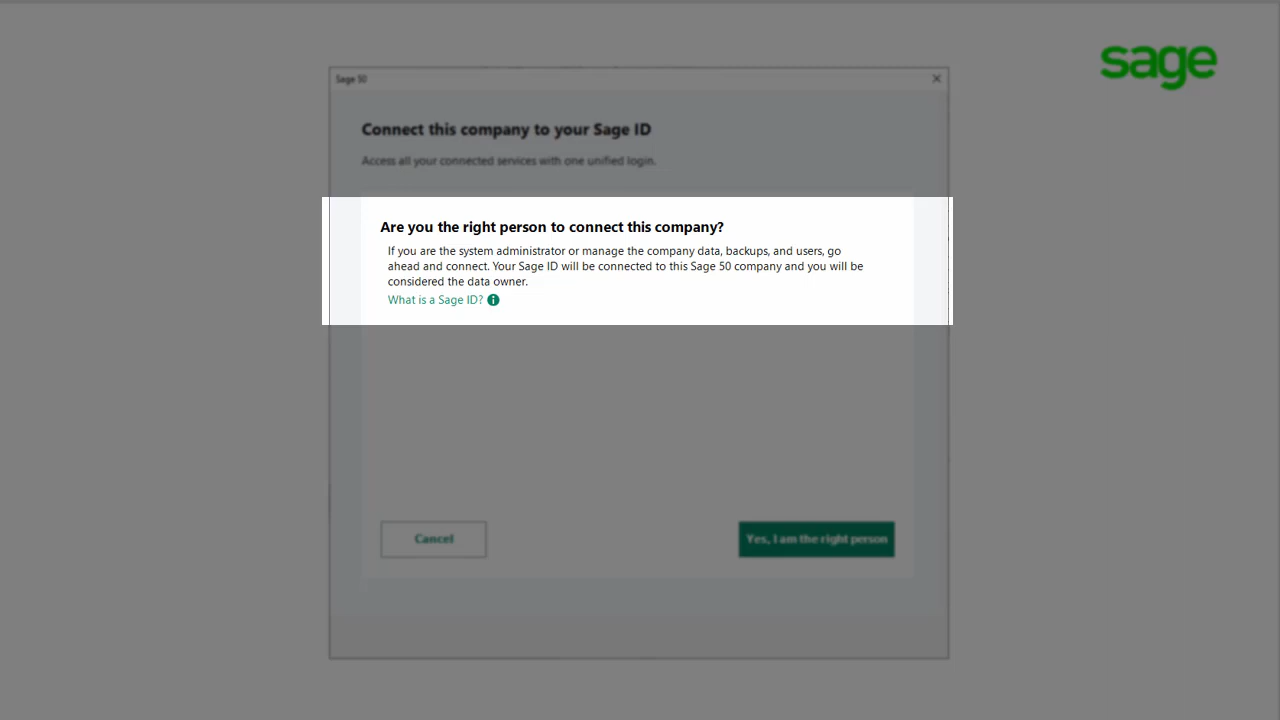 sage
Sage 50
Connect this company to your Sage ID
Access all your connected services with one unified login.
Are you the right person to connect this company?
If you are the system administrator or manage the company data, backups, and users, go
ahead and connect. Your Sage ID will be connected to this Sage 50 company and you will be
considered the data owner.
What is a Sage ID?
Cancel
Yes, I am the right person